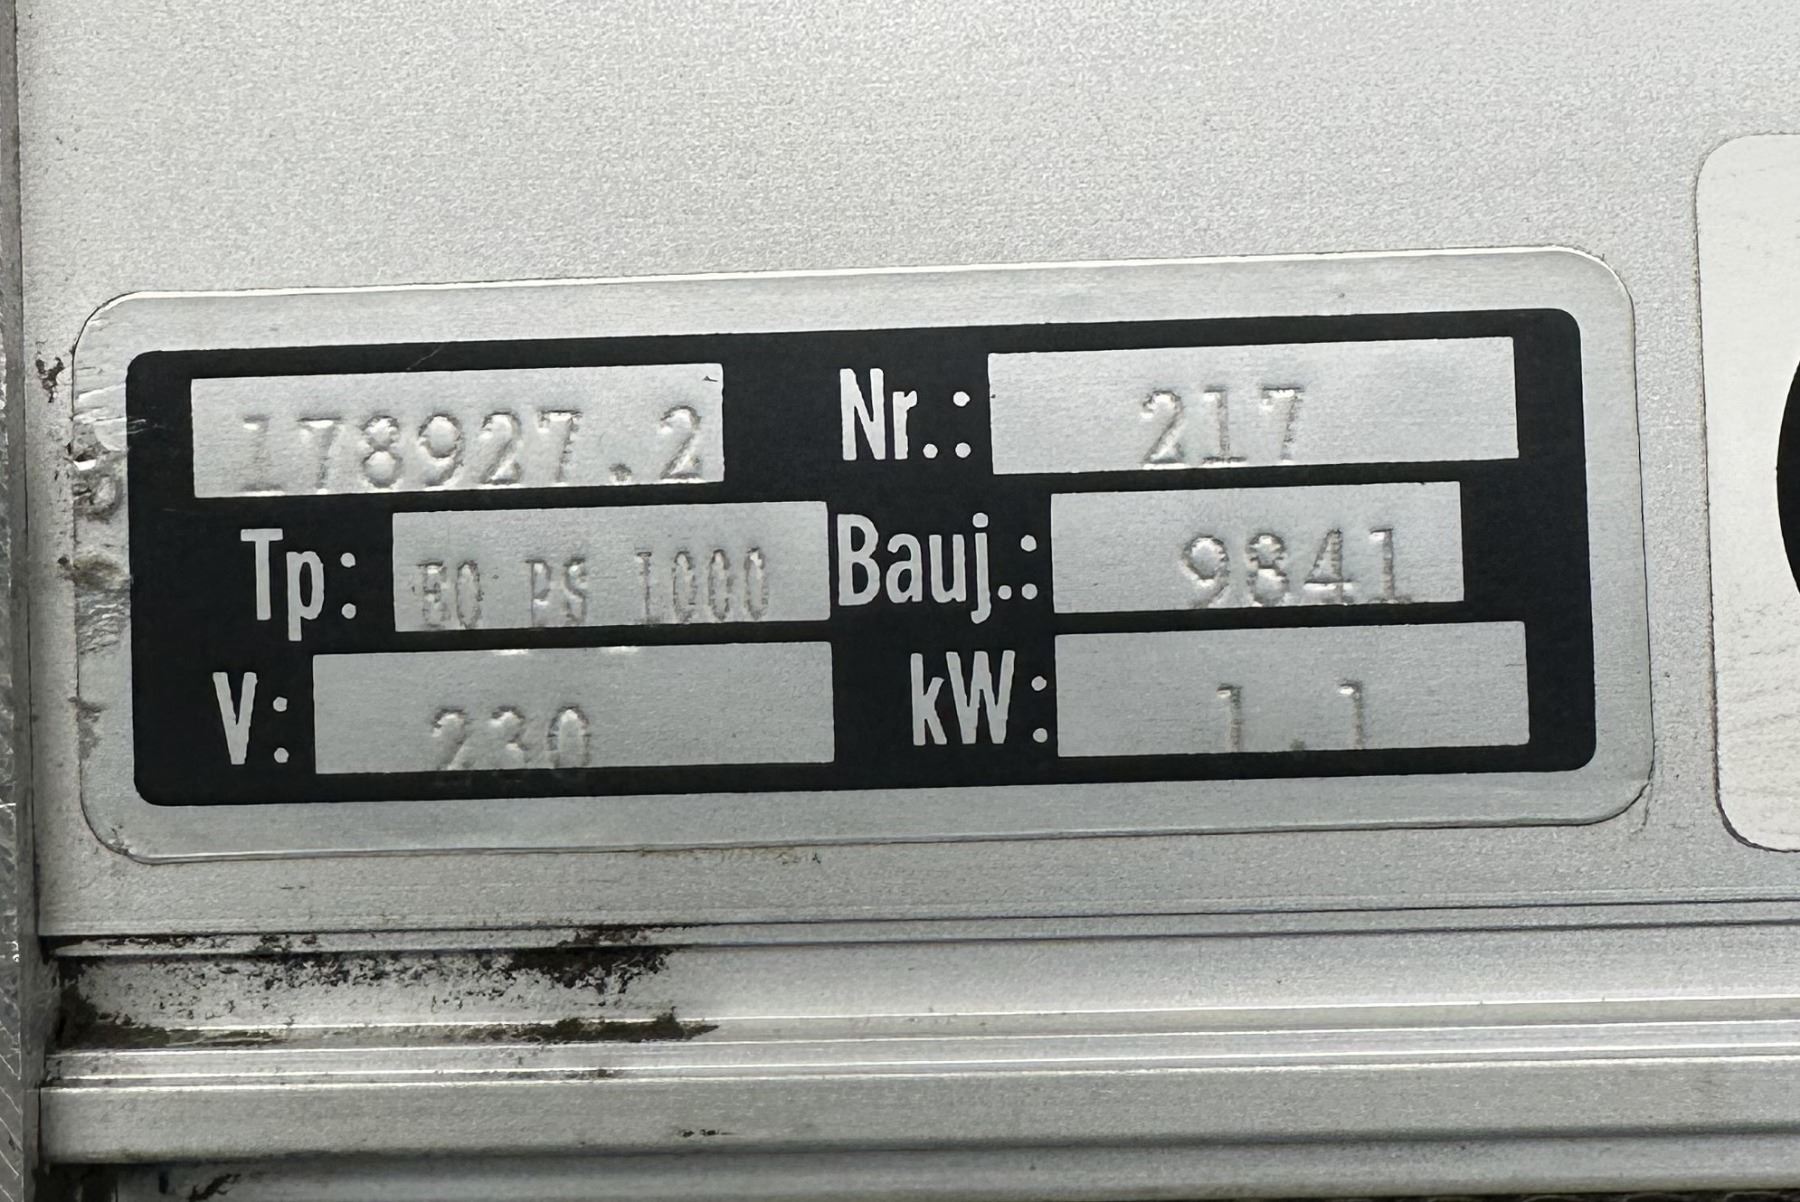 178927.2 Nr.: 217
Tp: 80 PS 1000 Bauj.: 9841
V: 230 kW: 1.1